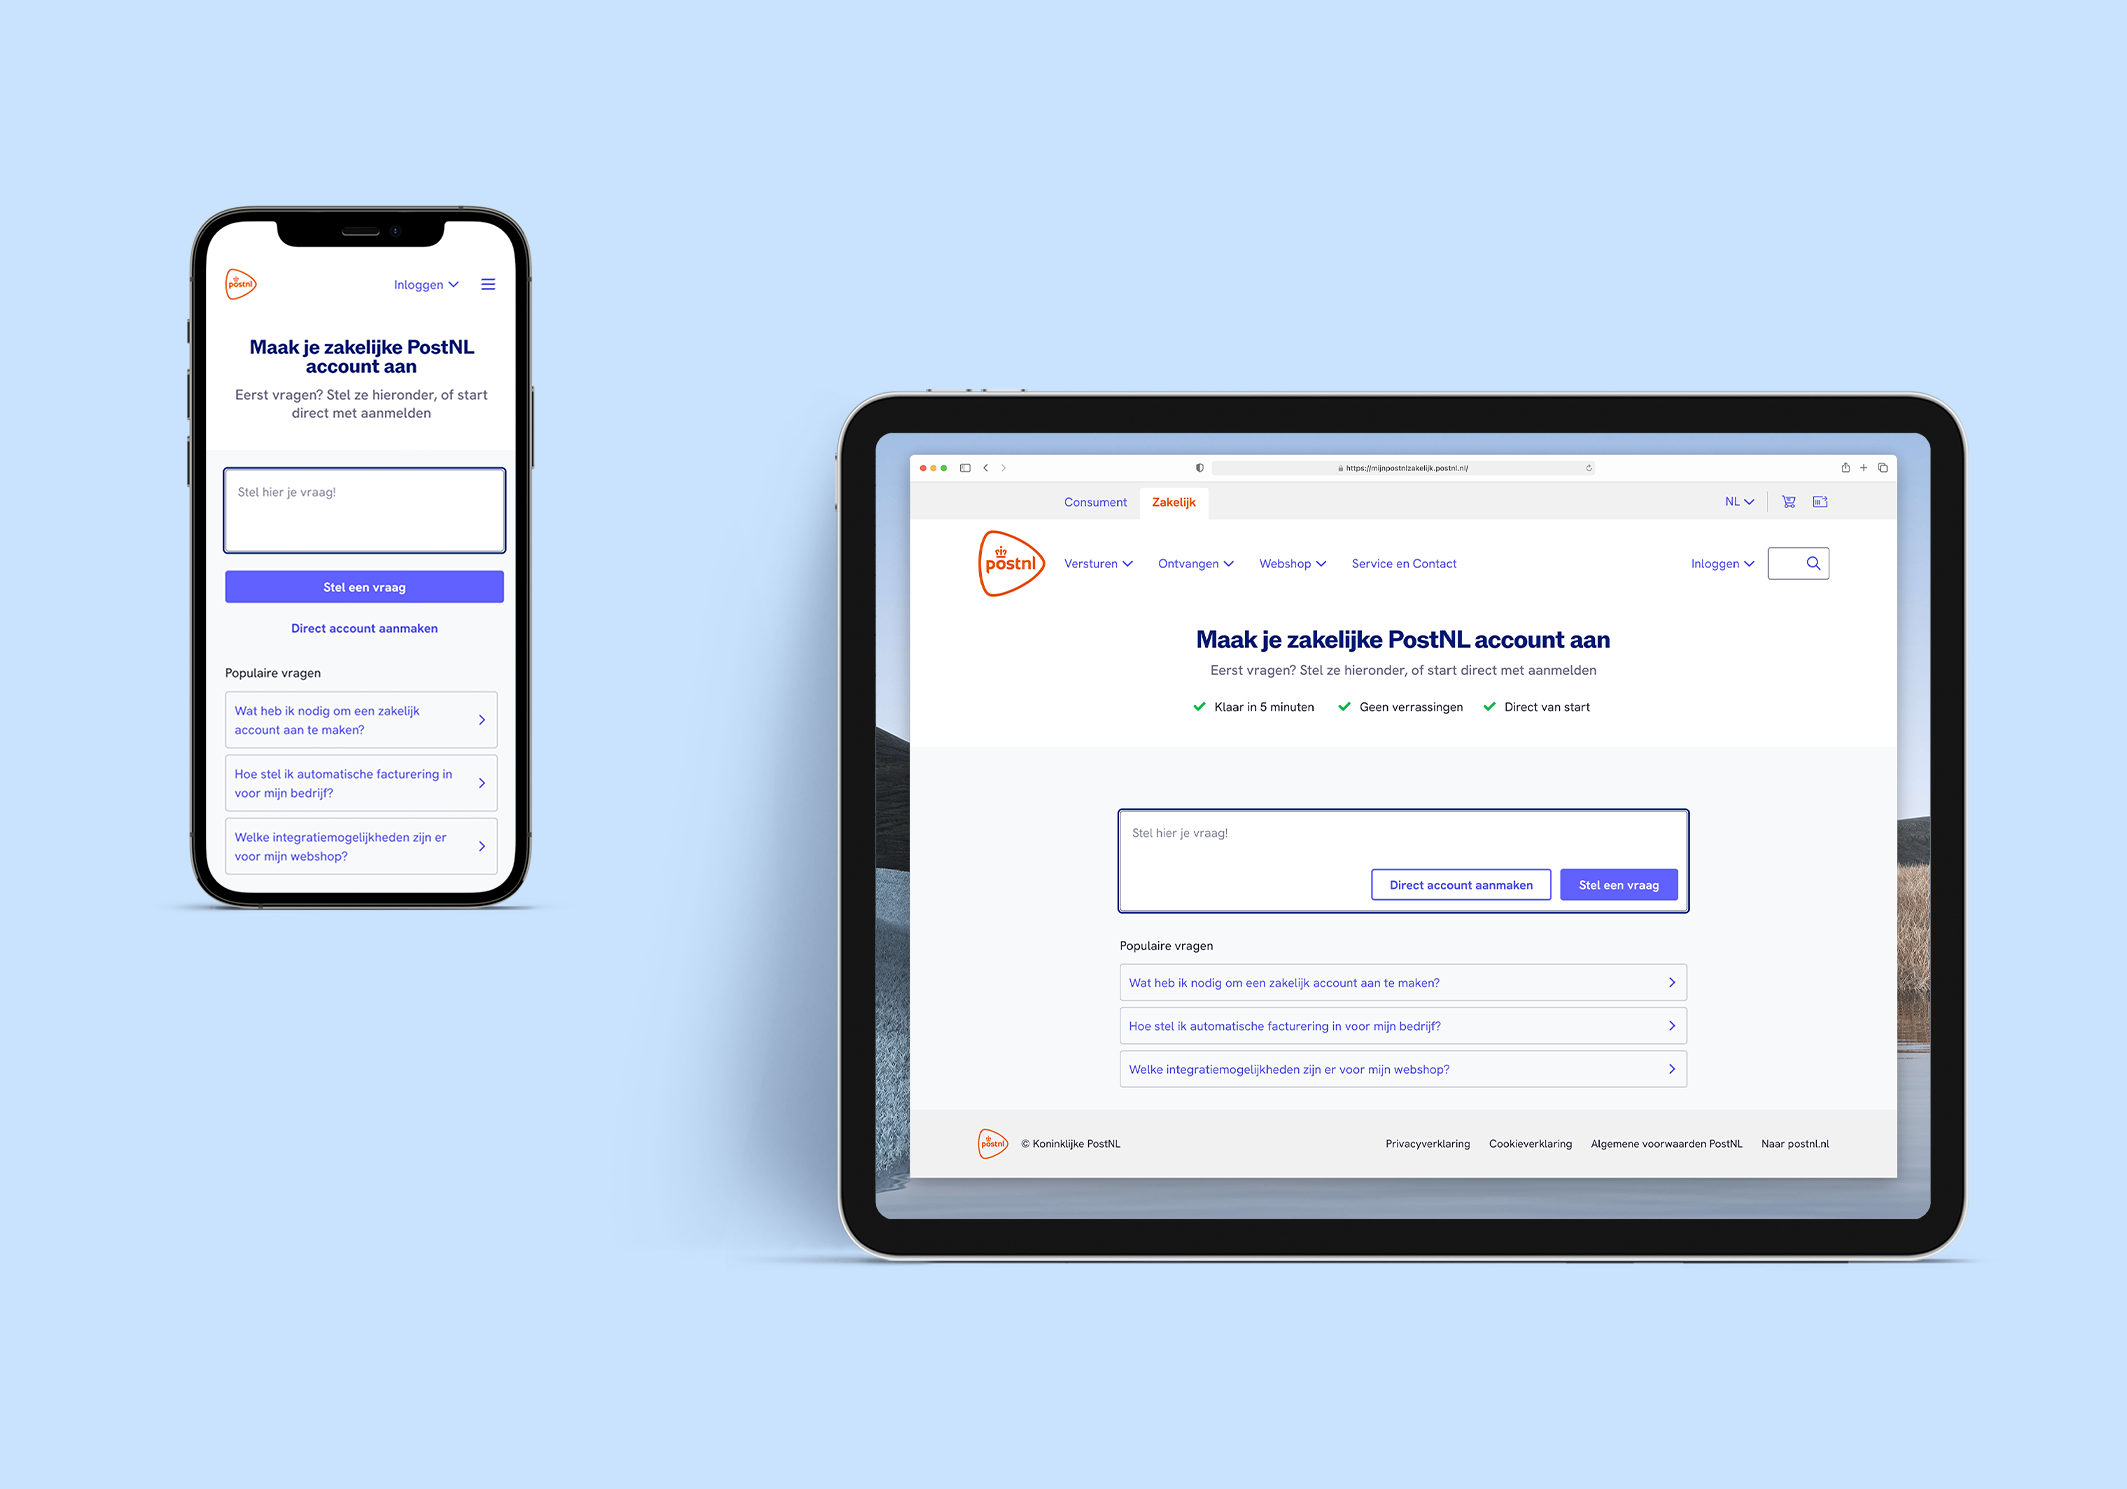 postnl
Inloggen
Maak je zakelijke PostNL
account aan
Eerst vragen? Stel ze hieronder, of start
direct met aanmelden
Stel hier je vraag!
Stel een vraag
Direct account aanmaken
Populaire vragen
Wat heb ik nodig om een zakelijk
account aan te maken?
Hoe stel ik automatische facturering in
voor mijn bedrijf?
Welke integratiemogelijkheden zijn er
voor mijn webshop?
https://mijnpostnlzakelijk.postnl.nl/
Consument Zakelijk NL
postnl Versturen Ontvangen Webshop Service en Contact Inloggen
Maak je zakelijke PostNL account aan
Eerst vragen? Stel ze hieronder, of start direct met aanmelden
Klaar in 5 minuten Geen verrassingen Direct van start
Stel hier je vraag!
Direct account aanmaken Stel een vraag
Populaire vragen
Wat heb ik nodig om een zakelijk account aan te maken?
Hoe stel ik automatische facturering in voor mijn bedrijf?
Welke integratiemogelijkheden zijn er voor mijn webshop?
postnl © Koninklijke PostNL Privacyverklaring Cookieverklaring Algemene voorwaarden PostNL Naar postnl.nl